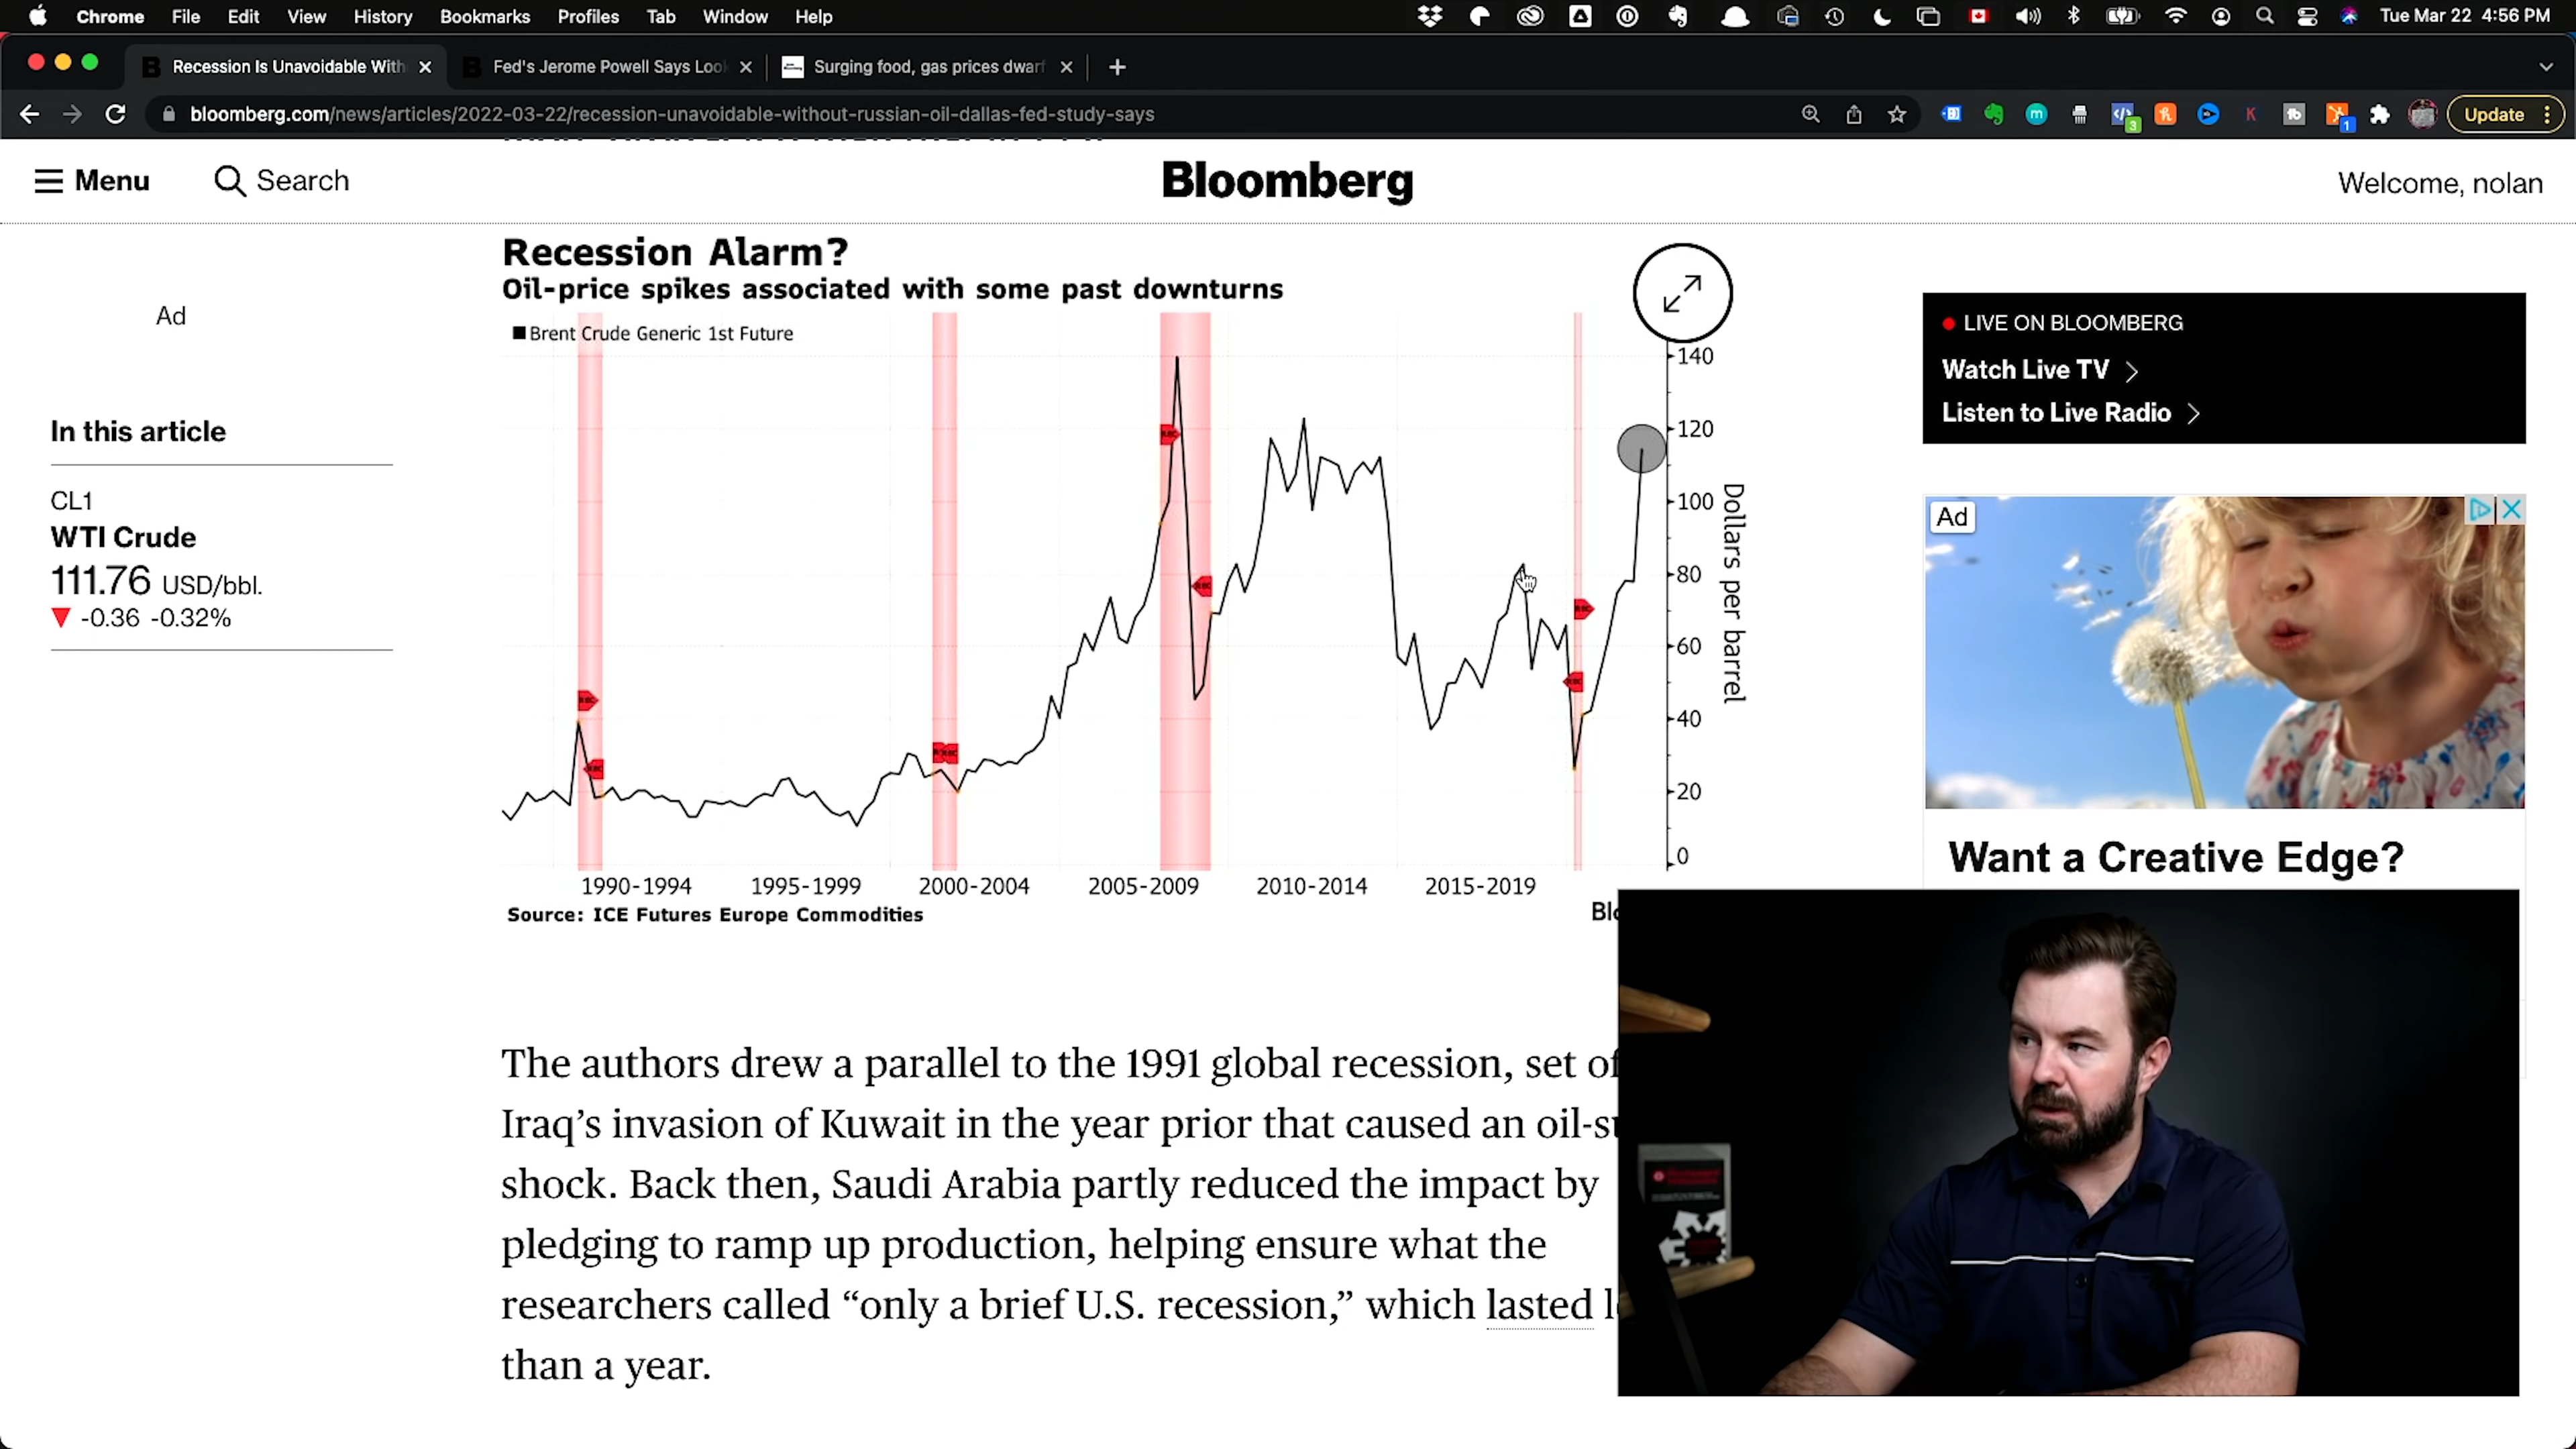 Chrome File Edit View History Bookmarks Profiles Tab Window Help
Tue Mar 22 4:56 PM
Recession Is Unavoidable With
Fed's Jerome Powell Says Loo
Surging food, gas prices dwarf
bloomberg.com/news/articles/2022-03-22/recession-unavoidable-without-russian-oil-dallas-fed-study-says
Update
Menu
Search
Bloomberg
Welcome, nolan
Ad
In this article
CL1
WTI Crude
111.76 USD/bbl.
-0.36 -0.32%
Recession Alarm?
Oil-price spikes associated with some past downturns
Brent Crude Generic 1st Future
140
120
100
80
60
40
20
0
Dollars per barrel
1990-1994 1995-1999 2000-2004 2005-2009 2010-2014 2015-2019
Source: ICE Futures Europe Commodities
The authors drew a parallel to the 1991 global recession, set
Iraq’s invasion of Kuwait in the year prior that caused an
shock. Back then, Saudi Arabia partly reduced the impact by
pledging to ramp up production, helping ensure what the
researchers called “only a brief U.S. recession,” which lasted
than a year.
LIVE ON BLOOMBERG
Watch Live TV
Listen to Live Radio
Ad
Want a Creative Edge?